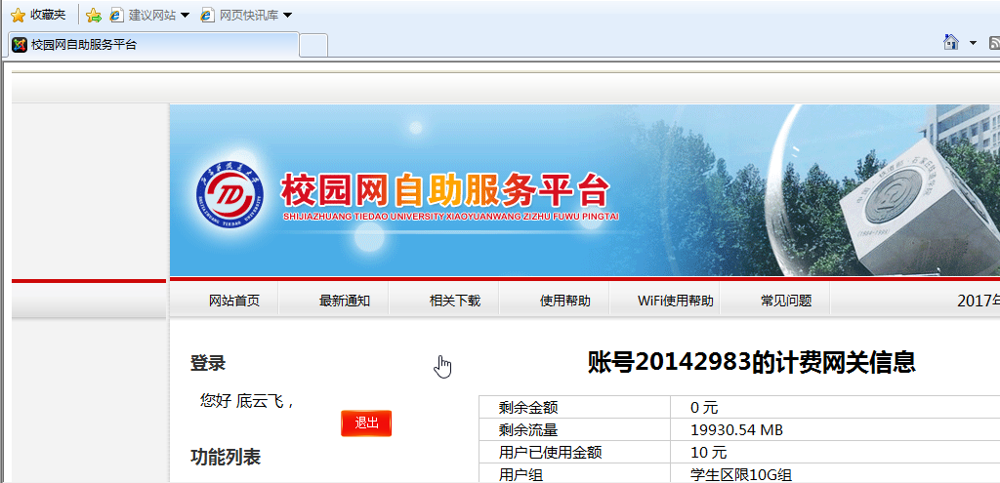 收藏夹 建议网站 网页快讯库
校园网自助服务平台
校园网自助服务平台
SHIJIAZHUANG TIEDAO UNIVERSITY XIAOYUANWANG ZIZHU FUWU PINGTAI
网站首页 最新通知 相关下载 使用帮助 WiFi使用帮助 常见问题 2017年
登录
您好 底云飞，
退出
功能列表
账号20142983的计费网关信息
剩余金额 0 元
剩余流量 19930.54 MB
用户已使用金额 10 元
用户组 学生区限10G组